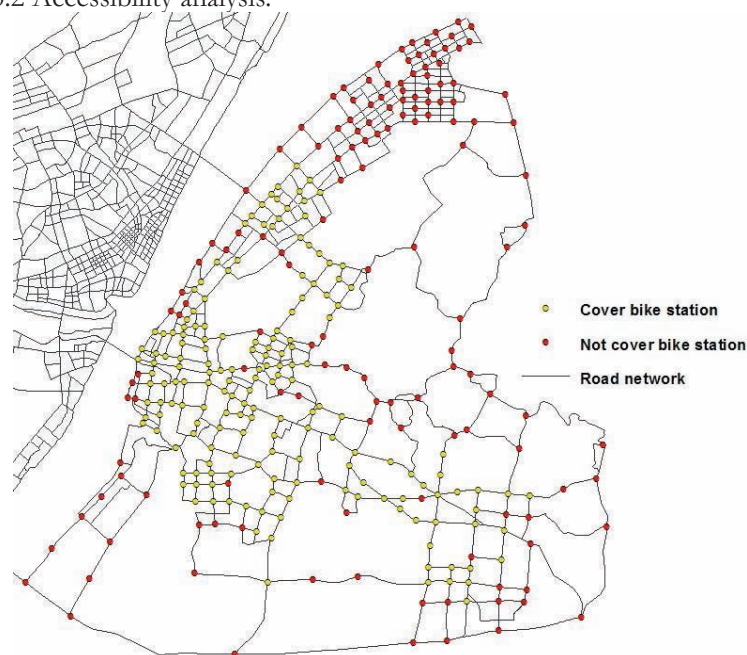 Accessibility analysis.
Cover bike station
Not cover bike station
Road network